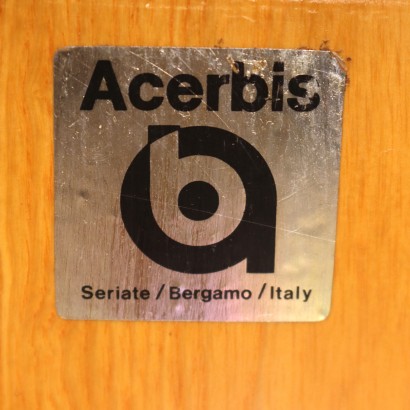 Acerbis
Seriate / Bergamo / Italy